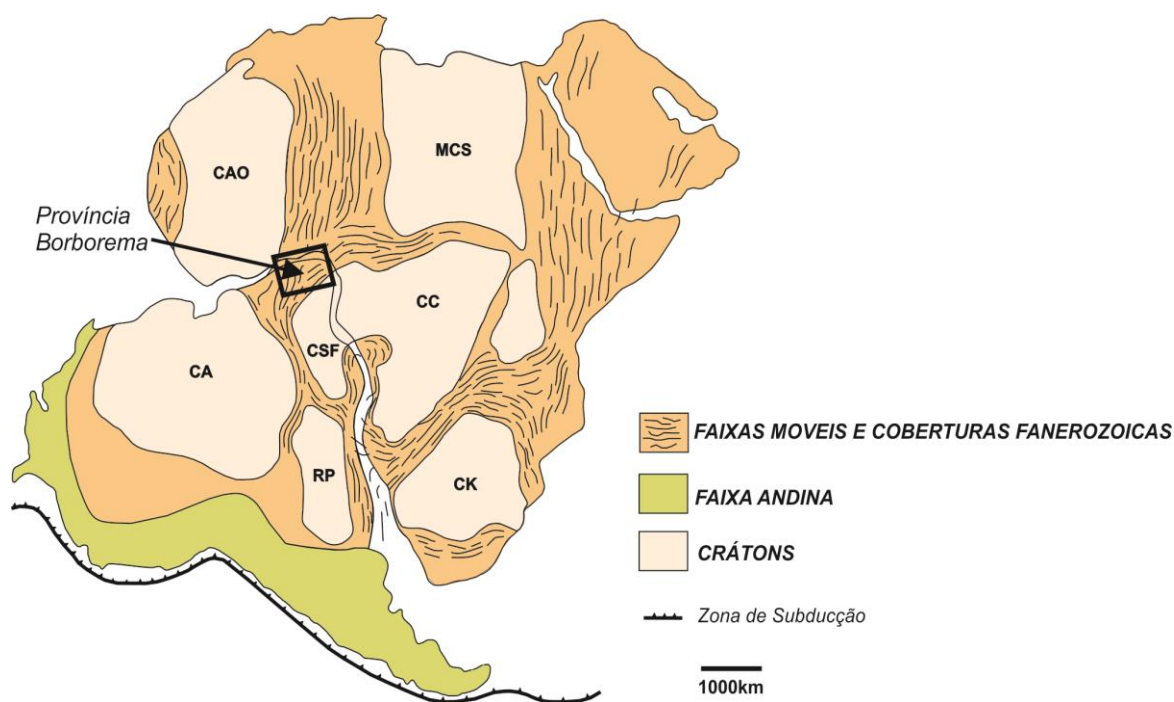 CAO
MCS
Província
Borborema
CC
CSF
CA
RP
CK
FAIXAS MOVEIS E COBERTURAS FANEROZOICAS
FAIXA ANDINA
CRÁTONS
Zona de Subducção
1000km